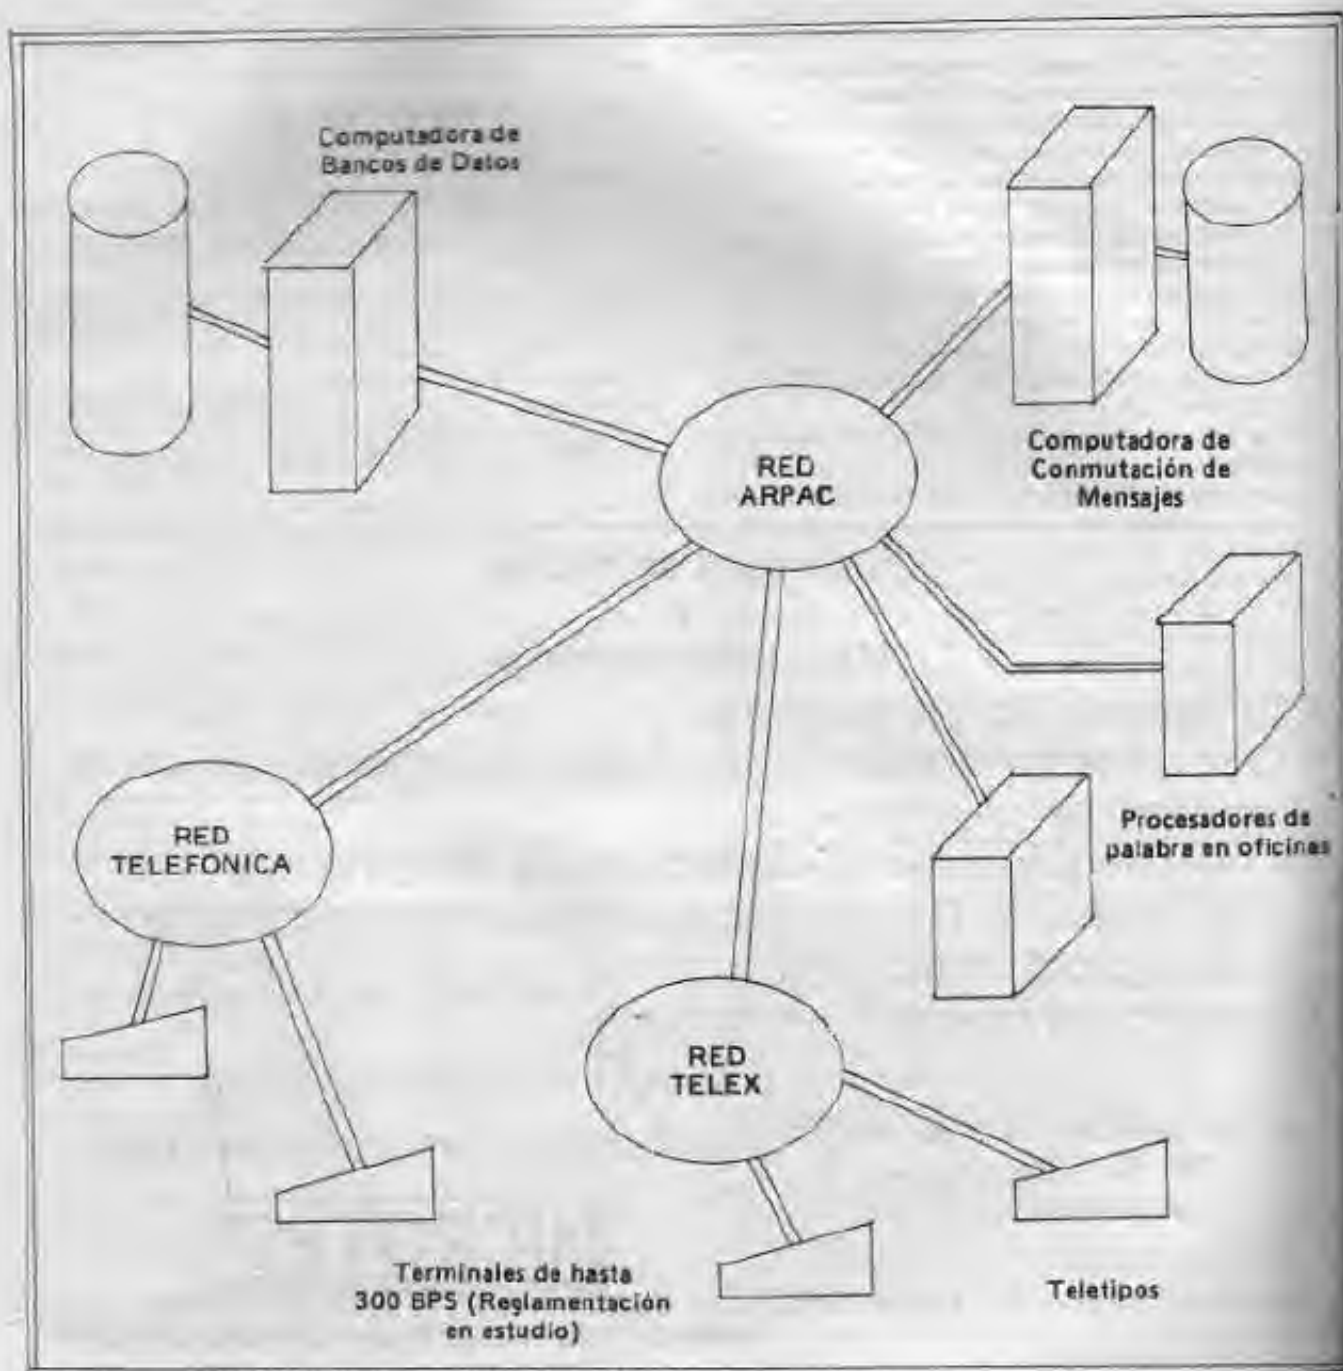 Computadora de
Bancos de Datos
Computadora de
Conmutación de
Mensajes
RED
ARPAC
Procesadores de
palabra en oficinas
RED
TELEFONICA
RED
TELEX
Terminales de hasta
300 BPS (Reglamentación
en estudio)
Teletipos